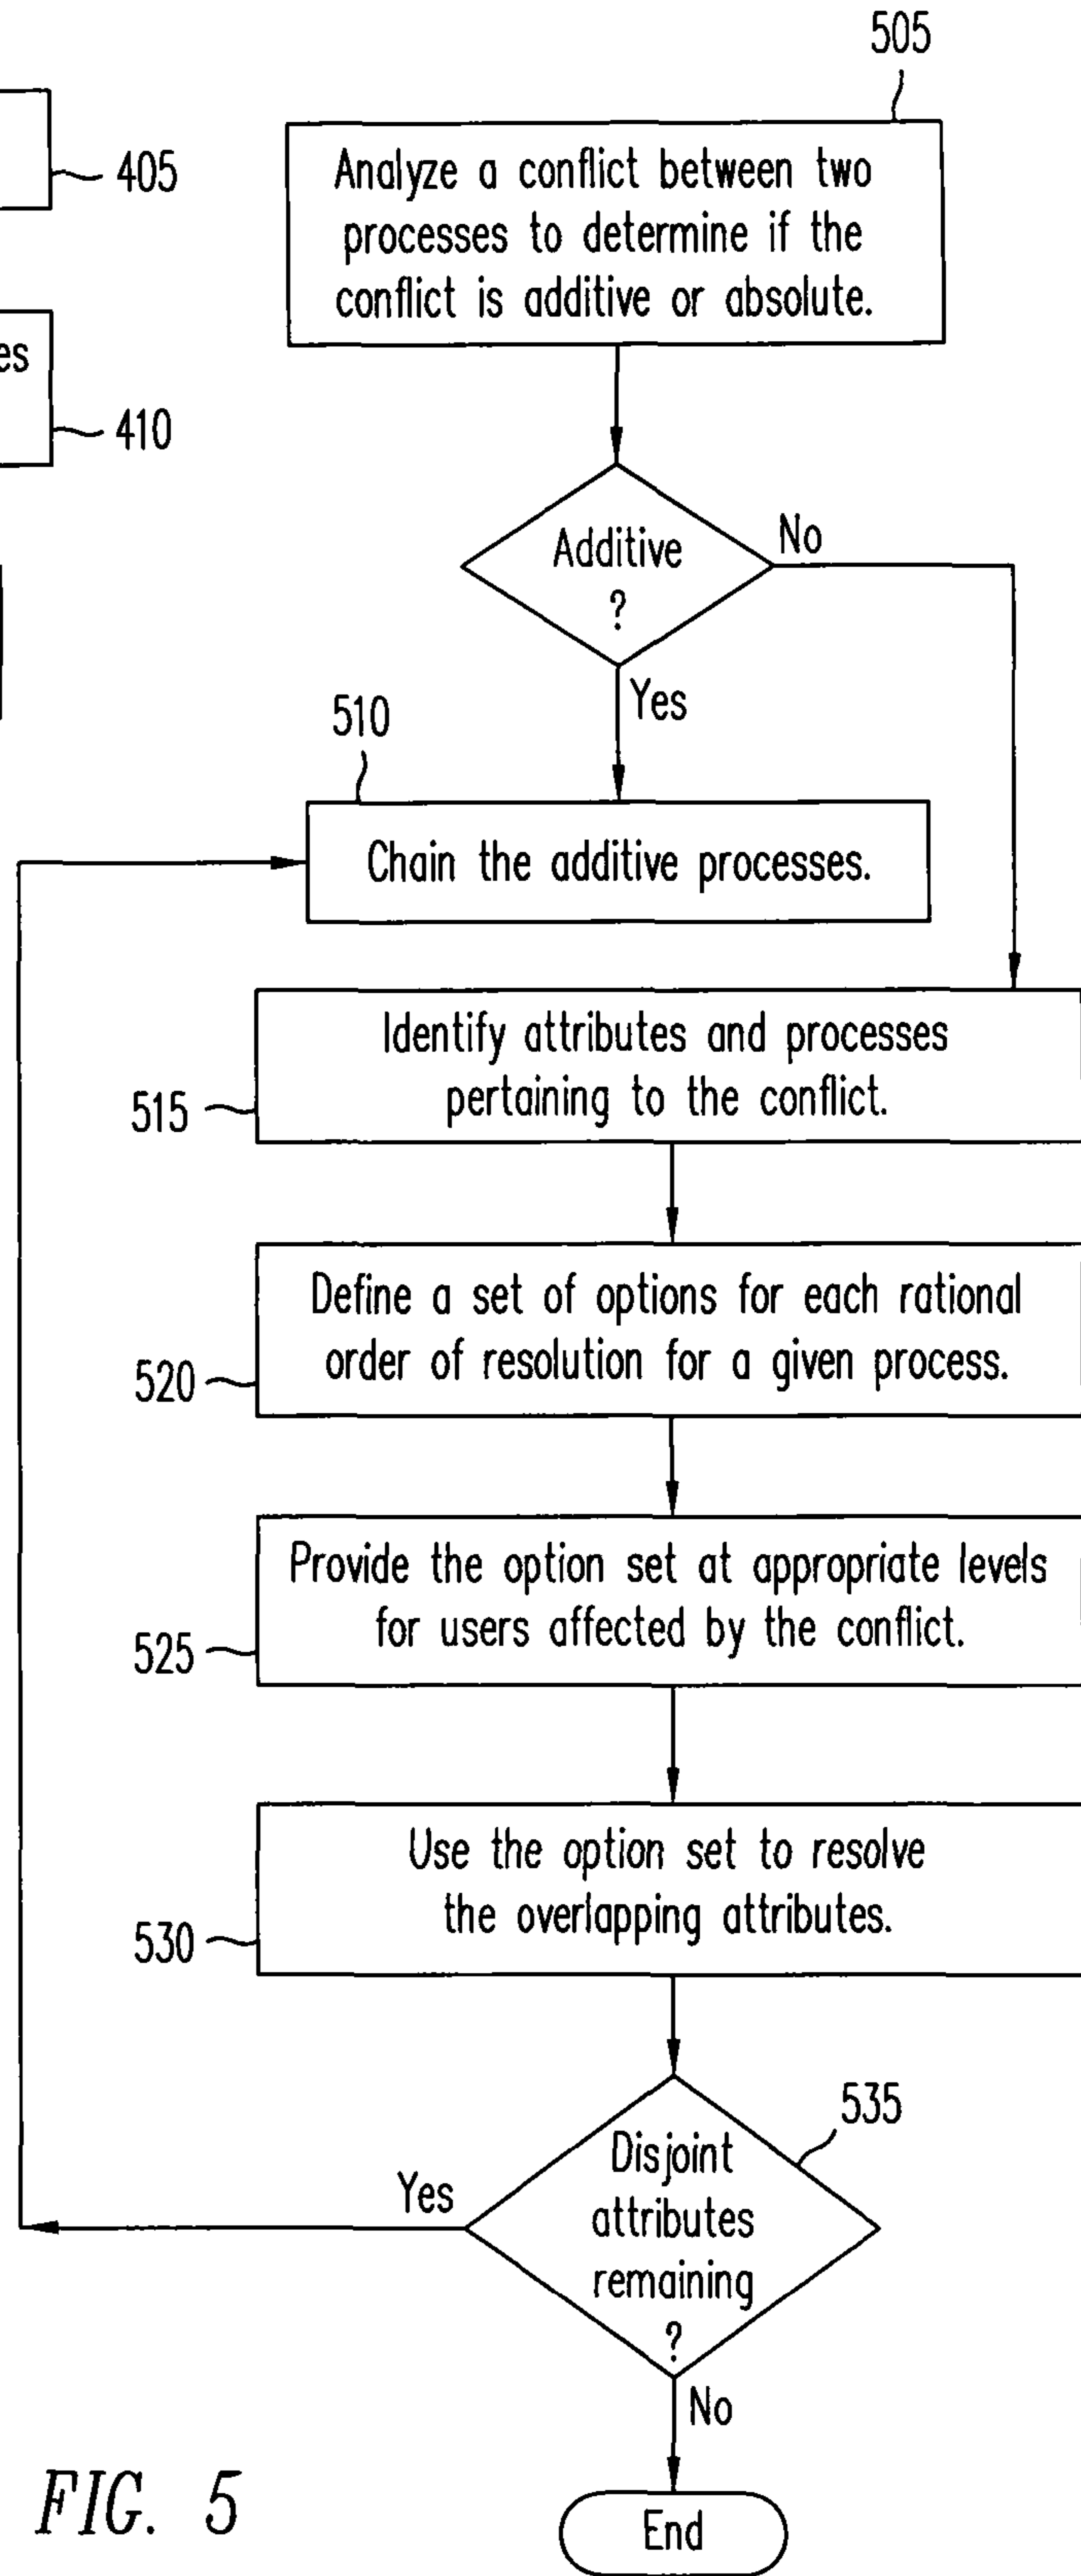 505
405
Analyze a conflict between two
processes to determine if the
conflict is additive or absolute.
es
410
Additive
?
No
Yes
510
Chain the additive processes.
Identify attributes and processes
pertaining to the conflict.
515
Define a set of options for each rational
order of resolution for a given process.
520
Provide the option set at appropriate levels
for users affected by the conflict.
525
Use the option set to resolve
the overlapping attributes.
530
535
Disjoint
attributes
remaining
?
Yes
No
FIG. 5
End